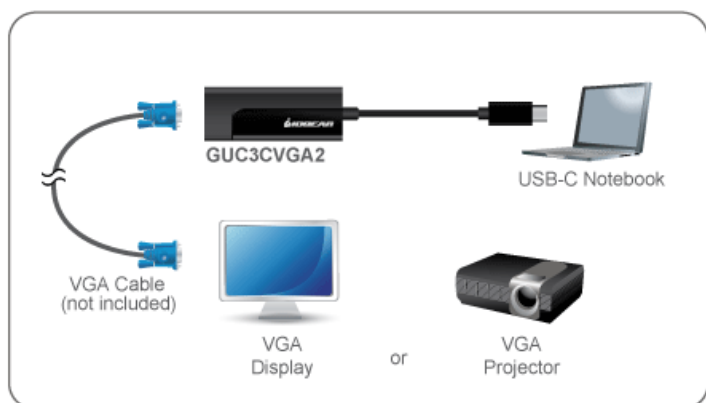 IOGEAR
GUC3CVGA2
USB-C Notebook
VGA Cable
(not included)
VGA
Display
or
VGA
Projector